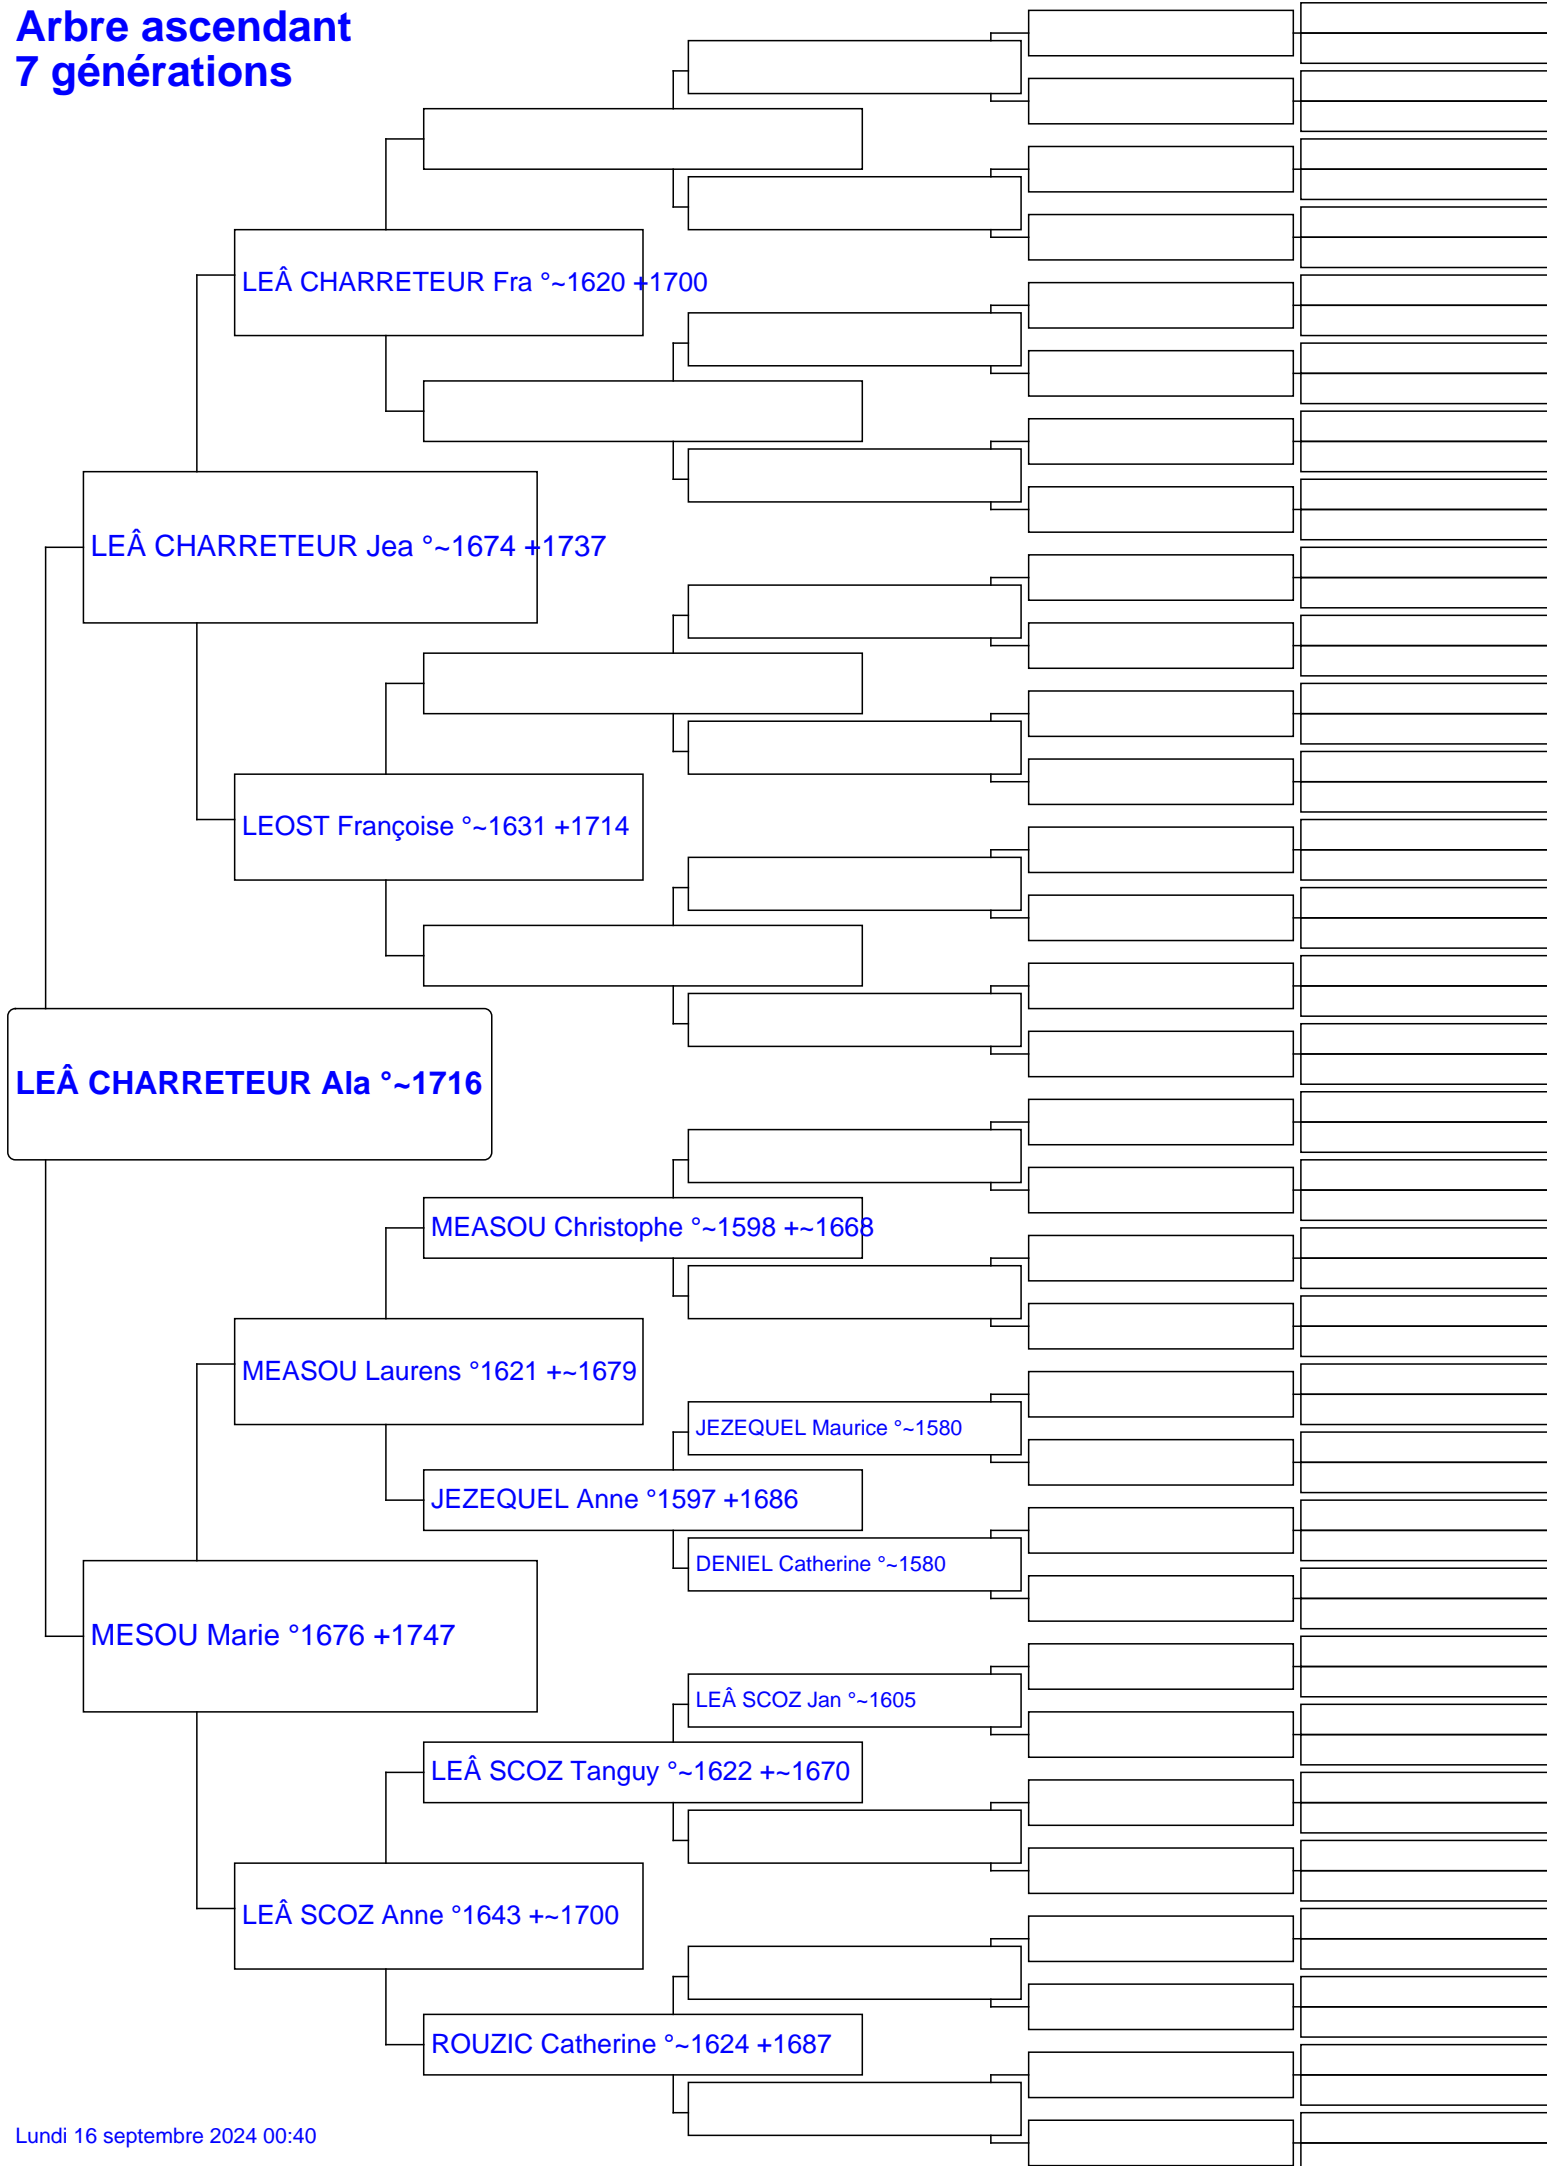 Arbre ascendant
7 générations
LEÂ CHARRETEUR Fra °~1620 +1700
LEÂ CHARRETEUR Jea °~1674 +1737
LEOST Françoise °~1631 +1714
LEÂ CHARRETEUR Ala °~1716
MEASOU Christophe °~1598 +~1668
MEASOU Laurens °1621 +~1679
JEZEQUEL Maurice °~1580
JEZEQUEL Anne °1597 +1686
DENIEL Catherine °~1580
MESOU Marie °1676 +1747
LEÂ SCOZ Jan °~1605
LEÂ SCOZ Tanguy °~1622 +~1670
LEÂ SCOZ Anne °1643 +~1700
ROUZIC Catherine °~1624 +1687
Lundi 16 septembre 2024 00:40